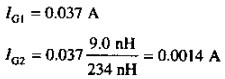 I_G1 = 0.037 A
I_G2 = 0.037 9.0 nH / 234 nH = 0.0014 A